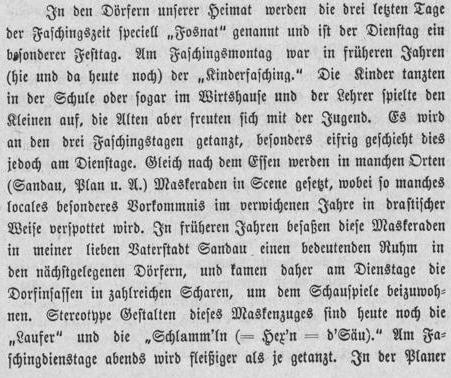 In den Dörfern unserer Heimat werden die drei letzten Tage
der Faschingszeit speciell „Fosnat" genannt und ist der Dienstag ein
besonderer Festtag. Am Faschingsmontag war in früheren Jahren
(hie und da heute noch) der „Kinderfasching." Die Kinder tanzten
in der Schule oder sogar im Wirtshause und der Lehrer spielte den
Kleinen auf, die Alten aber freuten sich mit der Jugend. Es wird
an den drei Faschingstagen getanzt, besonders eifrig geschieht dies
jedoch am Dienstage. Gleich nach dem Essen werden in manchen Orten
(Sandau, Plan u. A.) Maskeraden in Scene gesetzt, wobei so manches
locales besonderes Vorkommnis im verwichenen Jahre in drastischer
Weise verspottet wird. In früheren Jahren besaßen diese Maskeraden
in meiner lieben Vaterstadt Sandau einen bedeutenden Ruhm in
den nächstgelegenen Dörfern, und kamen daher am Dienstage die
Dorfinsassen in zahlreichen Scharen, um dem Schauspiele beizuwoh-
nen. Stereotype Gestalten dieses Maskenzuges sind heute noch die
„Laufer" und die „Schlamm'ln (= Hex'n = d'Säu)." Am Fa-
schingdienstage abends wird fleißiger als je getanzt. In der Planer